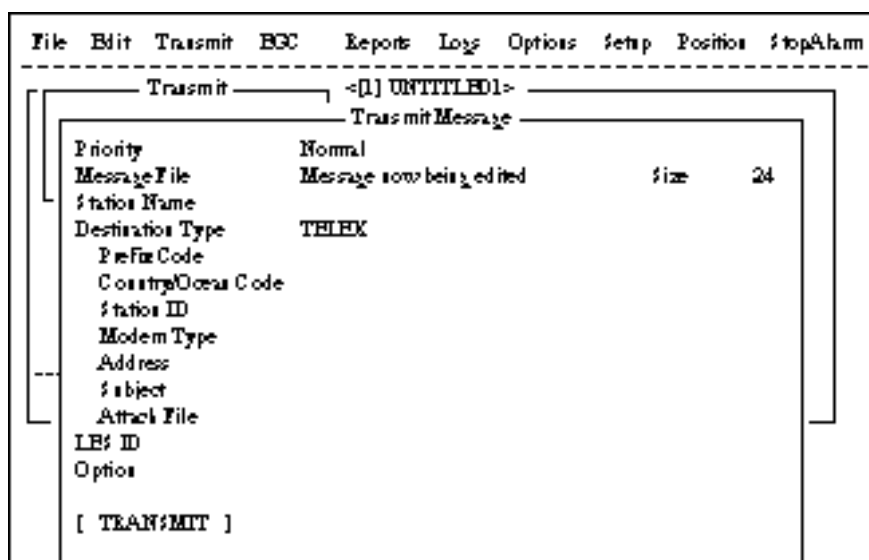 File Edit Transmit EGC Reports Logs Options Setup Position StopAlarm
Transmit <[1] UNTITLED1>
Transmit Message
Priority Normal
Message File Message now being edited Size 24
Station Name
Destination Type TELEX
Prefix Code
Country/Ocean Code
Station ID
Modem Type
Address
Subject
Attach File
LES ID
Option
[ TRANSMIT ]